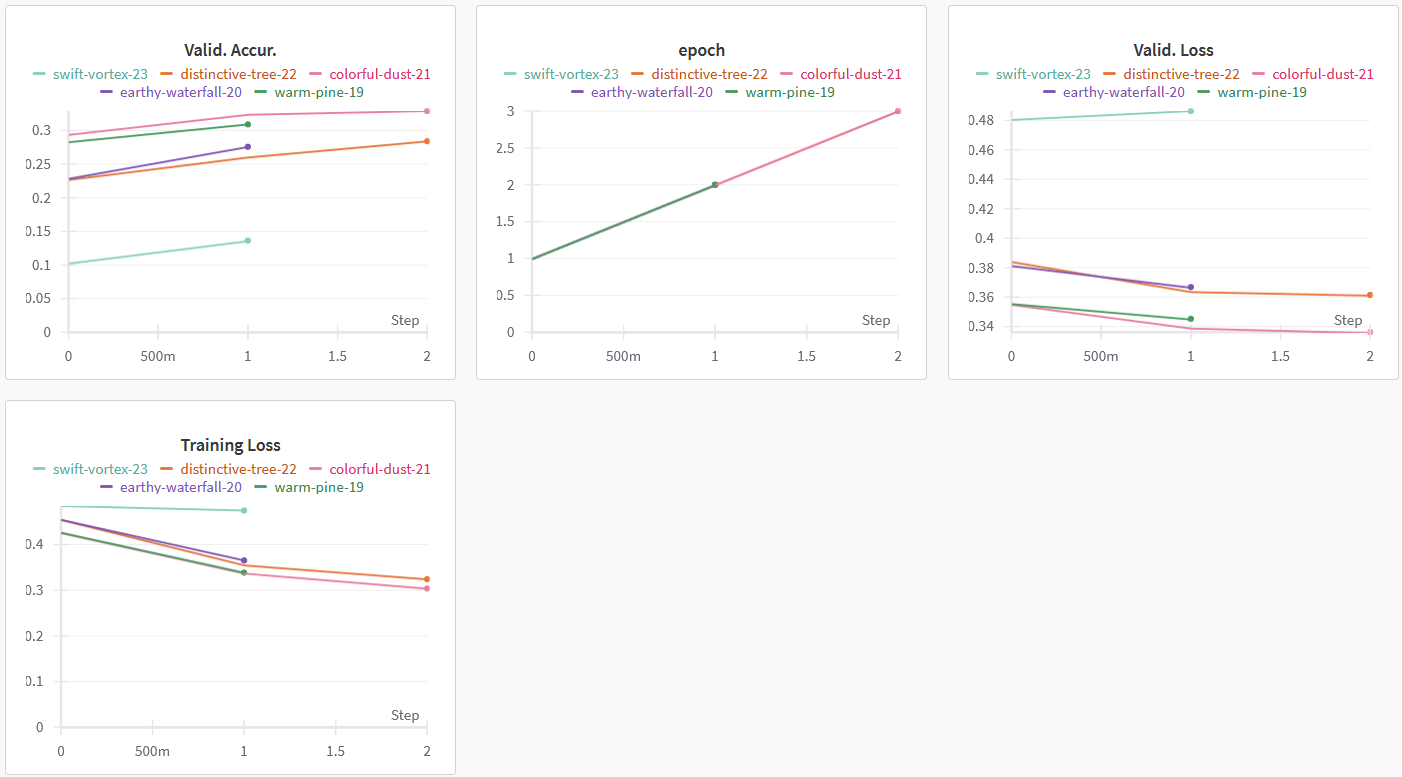 Valid. Accur.
swift-vortex-23 distinctive-tree-22 colorful-dust-21
earthy-waterfall-20 warm-pine-19
0.3
0.25
0.2
0.15
0.1
0.05
0
Step
0 500m 1 1.5 2
epoch
swift-vortex-23 distinctive-tree-22 colorful-dust-21
earthy-waterfall-20 warm-pine-19
3
2.5
2
1.5
1
0.5
0
Step
0 500m 1 1.5 2
Valid. Loss
swift-vortex-23 distinctive-tree-22 colorful-dust-21
earthy-waterfall-20 warm-pine-19
0.48
0.46
0.44
0.42
0.4
0.38
0.36
0.34
Step
0 500m 1 1.5 2
Training Loss
swift-vortex-23 distinctive-tree-22 colorful-dust-21
earthy-waterfall-20 warm-pine-19
0.4
0.3
0.2
0.1
0
Step
0 500m 1 1.5 2